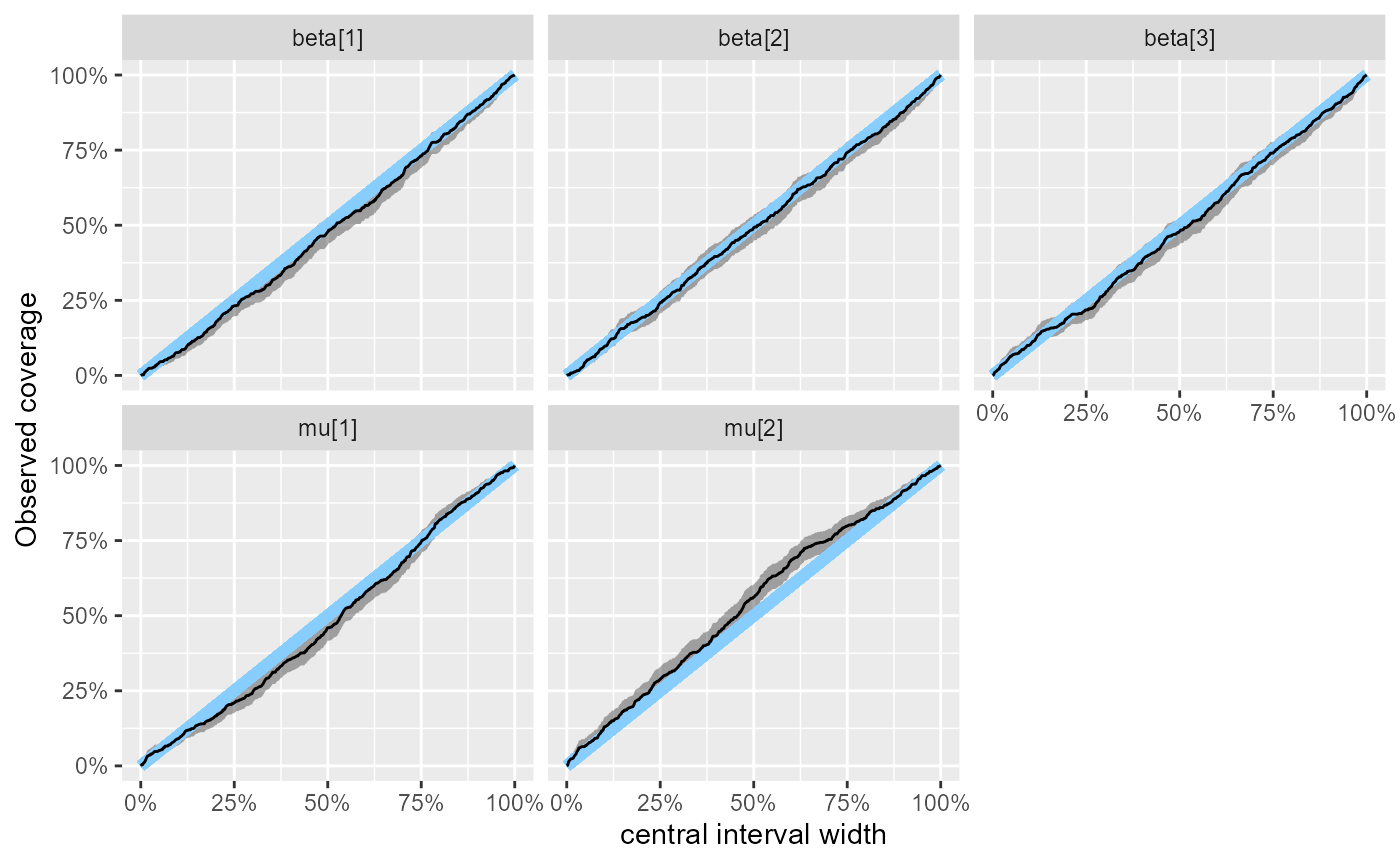 beta[1] beta[2] beta[3]
100%
75%
50%
25%
0%
0% 25% 50% 75% 100%
Observed coverage
mu[1] mu[2]
100%
75%
50%
25%
0%
0% 25% 50% 75% 100% 0% 25% 50% 75% 100%
central interval width